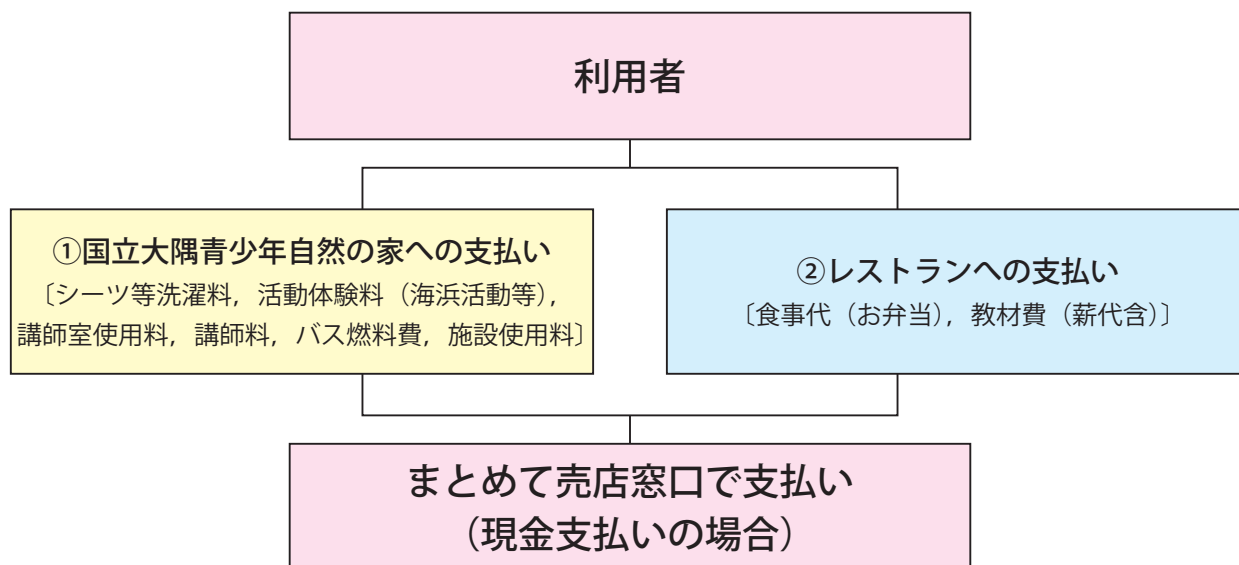 利用者
①国立大隅青少年自然の家への支払い
〔シーツ等洗濯料，活動体験料（海浜活動等），
講師室使用料，講師料，バス燃料費，施設使用料〕
②レストランへの支払い
〔食事代（お弁当），教材費（薪代含）〕
まとめて売店窓口で支払い
（現金支払いの場合）